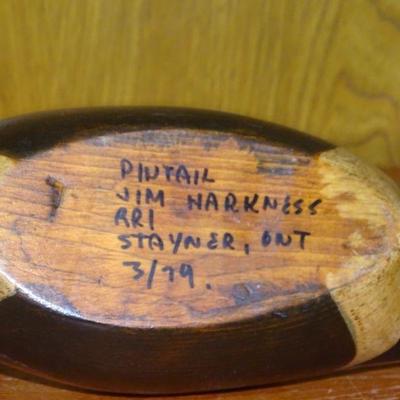 PINTAIL
JIM HARKNESS
RR1
STAYNER, ONT
3/79.